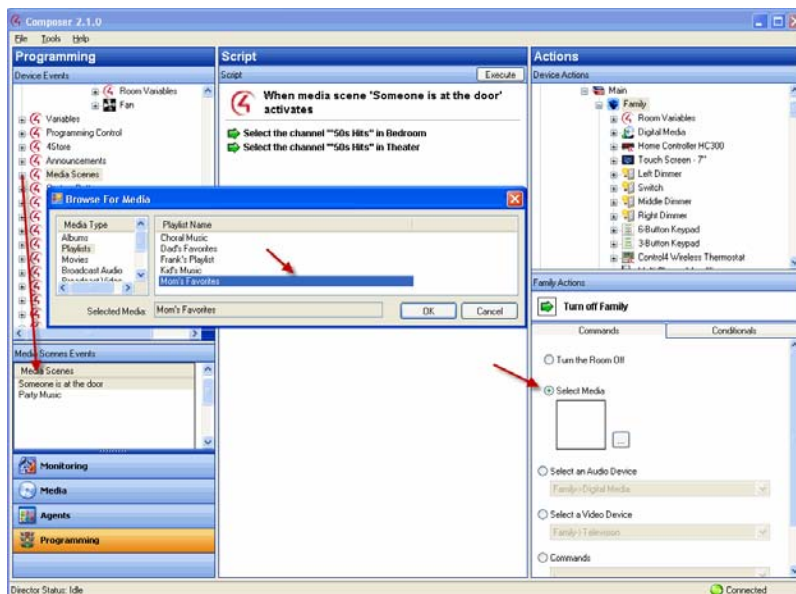 Composer 2.1.0
File Tools Help
Programming
Device Events
Room Variables
Fan
Variables
Programming Control
4Store
Announcements
Media Scenes
Script
Script Execute
When media scene 'Someone is at the door'
activates
Select the channel ""50s Hits" in Bedroom
Select the channel ""50s Hits" in Theater
Actions
Device Actions
Main
Family
Room Variables
Digital Media
Home Controller HC300
Touch Screen - 7"
Left Dimmer
Switch
Middle Dimmer
Right Dimmer
6-Button Keypad
3-Button Keypad
Control4 Wireless Thermostat
Browse For Media
Media Type
Albums
Playlists
Movies
Broadcast Audio
Broadcast Video
Playlist Name
Choral Music
Dad's Favorites
Frank's Playlist
Kid's Music
Mom's Favorites
Selected Media: Mom's Favorites OK Cancel
Media Scenes Events
Media Scenes
Someone is at the door
Party Music
Monitoring
Media
Agents
Programming
Family Actions
Turn off Family
Commands Conditionals
Turn the Room Off
Select Media
...
Select an Audio Device
Family->Digital Media
Select a Video Device
Family->Television
Commands
Director Status: Idle
Connected